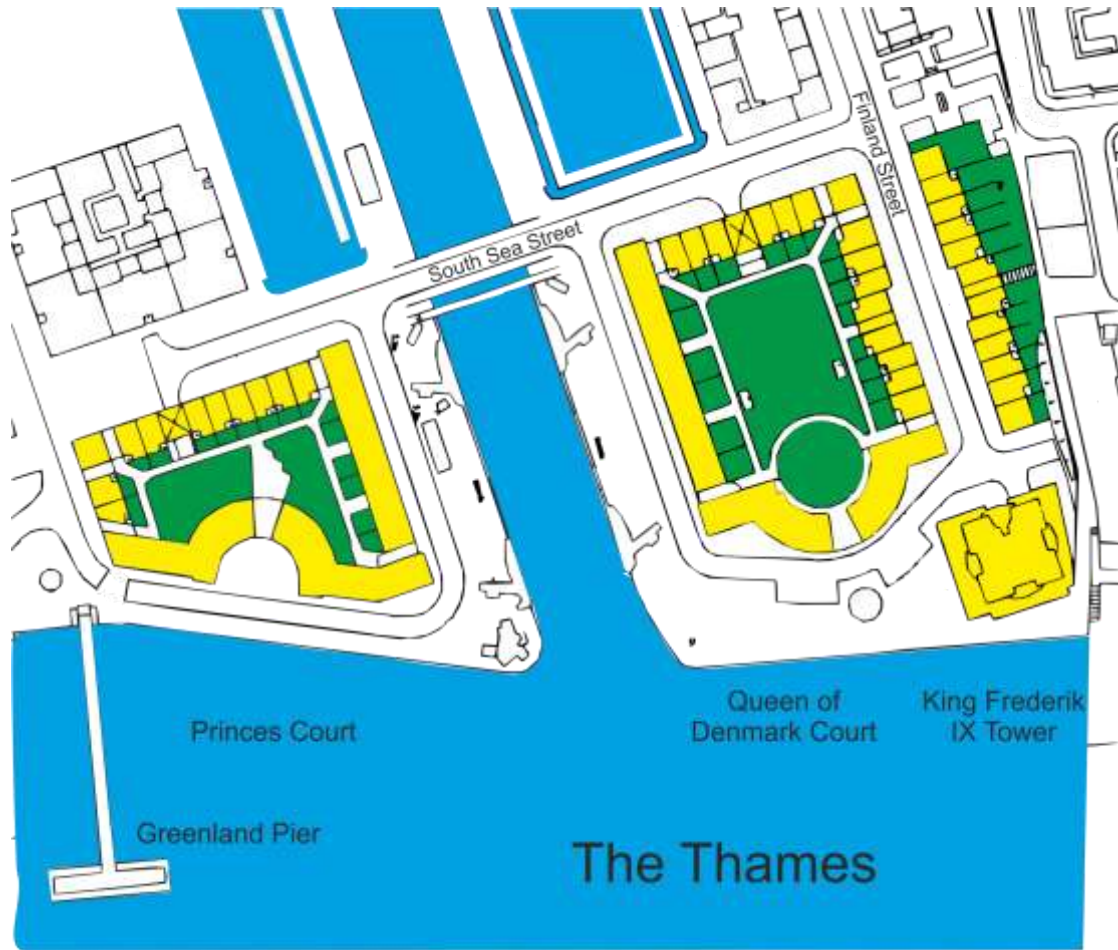 Finland Street
South Sea Street
Princes Court
Queen of
Denmark Court
King Frederik
IX Tower
Greenland Pier
The Thames